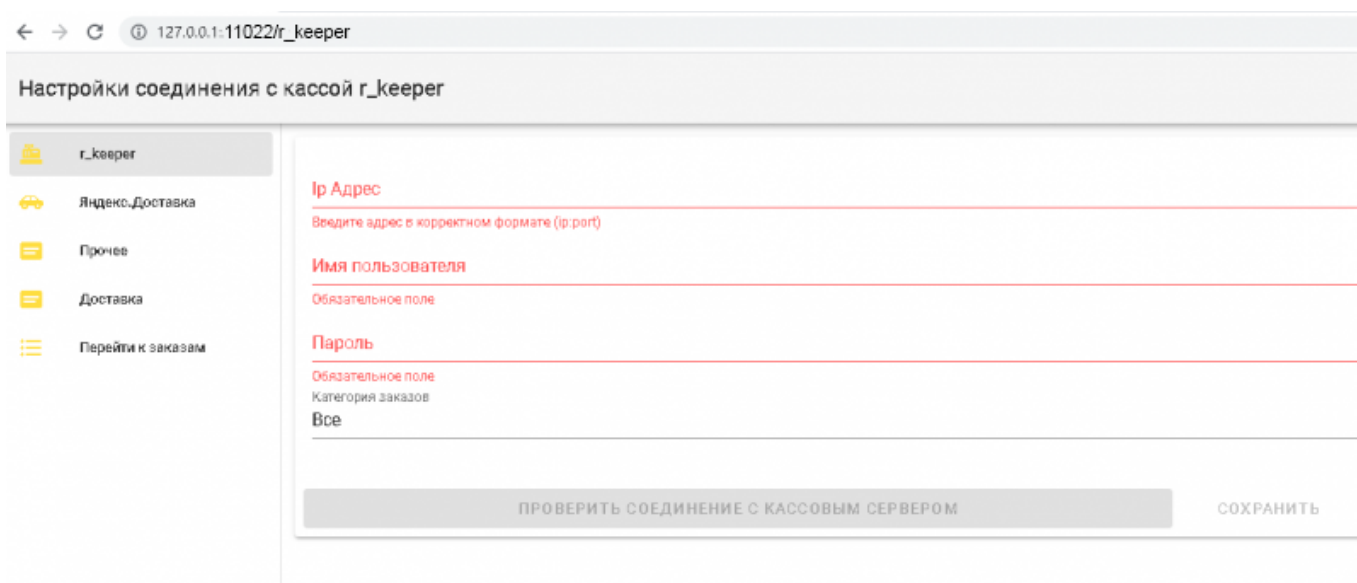 127.0.0.1:11022/r_keeper
Настройки соединения с кассой r_keeper
r_keeper
Яндекс.Доставка
Прочее
Доставка
Перейти к заказам
Ip Адрес
Введите адрес в корректном формате (ip:port)
Имя пользователя
Обязательное поле
Пароль
Обязательное поле
Категория заказов
Все
ПРОВЕРИТЬ СОЕДИНЕНИЕ С КАССОВЫМ СЕРВЕРОМ
СОХРАНИТЬ